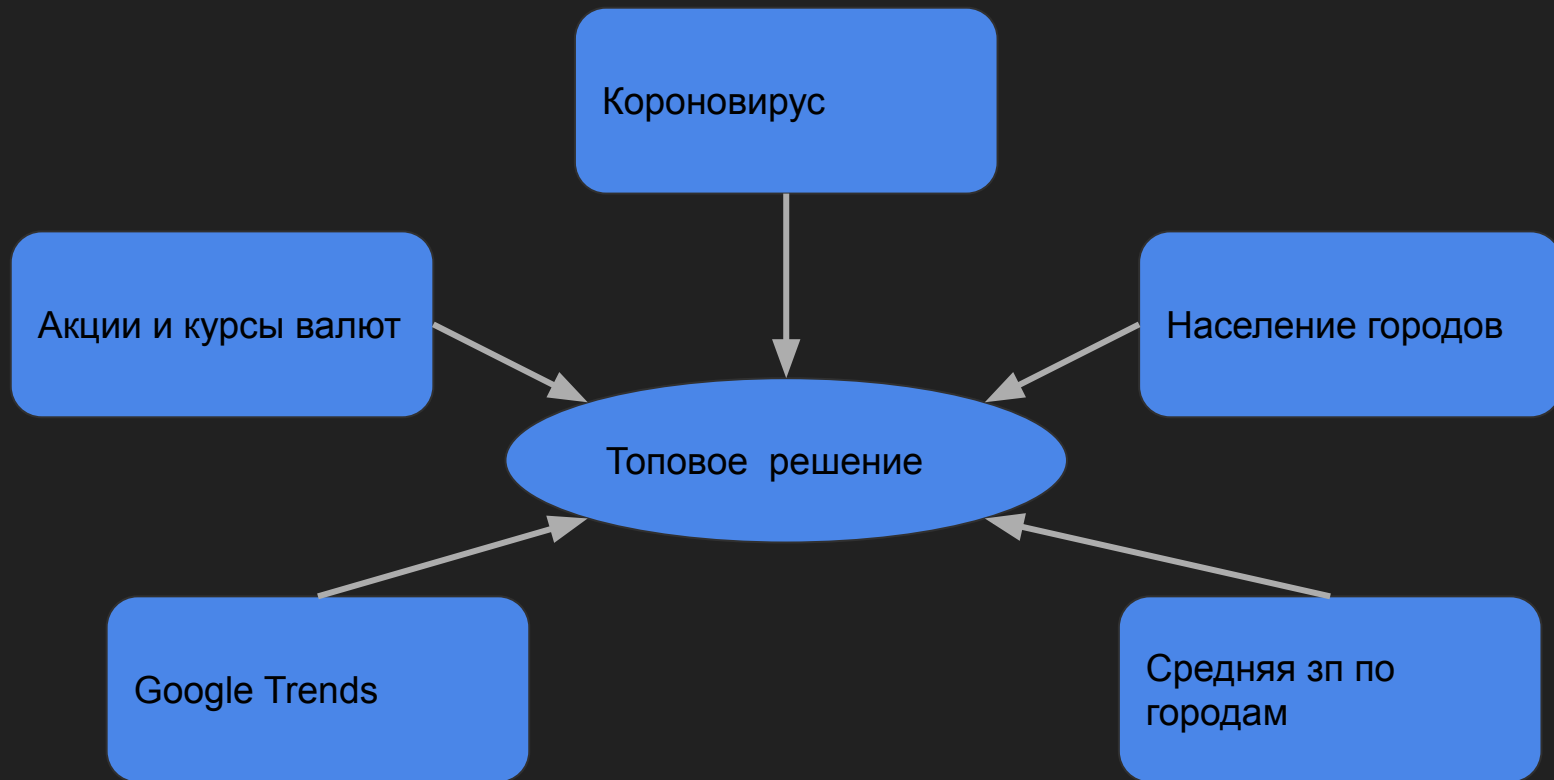 Короновирус
Акции и курсы валют
Население городов
Топовое  решение
Google Trends
Средняя зп по
городам